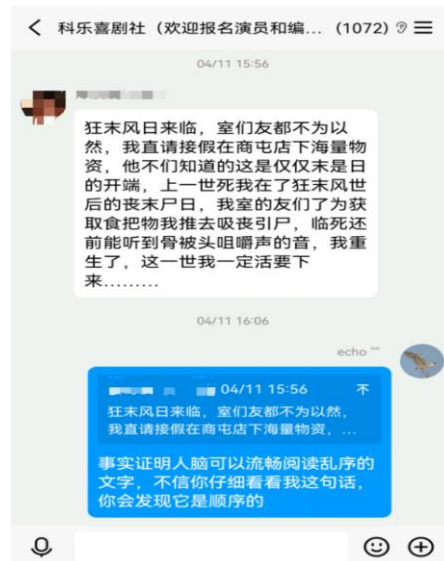 科乐喜剧社（欢迎报名演员和编... (1072)
04/11 15:56
狂末风日来临，室们友都不为以
然，我直请接假在商屯店下海量物
资，他不们知道的这是仅仅末是日
的开端，上一世死我在了狂末风世
后的丧末尸日，我室的友们了为获
取食把物我推去吸丧引尸，临死还
前能听到骨被头咀嚼声的音，我重
生了，这一世我一定活要下
来.........
04/11 16:06
echo ""
04/11 15:56
狂末风日来临，室们友都不为以然，
我直请接假在商屯店下海量物资，...
事实证明人脑可以流畅阅读乱序的
文字，不信你仔细看看我这句话，
你会发现它是顺序的